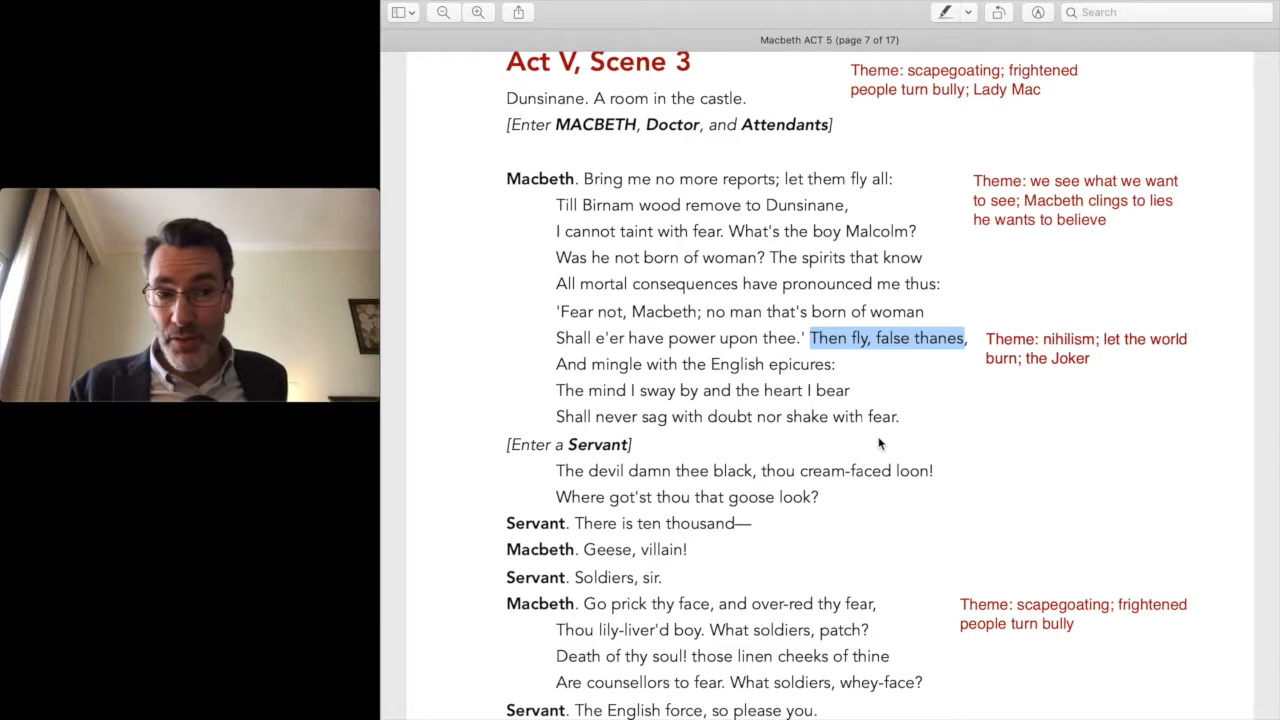 Search
Macbeth ACT 5 (page 7 of 17)
Act V, Scene 3
Theme: scapegoating; frightened
people turn bully; Lady Mac
Dunsinane. A room in the castle.
[Enter MACBETH, Doctor, and Attendants]
Macbeth. Bring me no more reports; let them fly all:
Till Birnam wood remove to Dunsinane,
I cannot taint with fear. What's the boy Malcolm?
Was he not born of woman? The spirits that know
All mortal consequences have pronounced me thus:
'Fear not, Macbeth; no man that's born of woman
Shall e'er have power upon thee.' Then fly, false thanes,
And mingle with the English epicures:
The mind I sway by and the heart I bear
Shall never sag with doubt nor shake with fear.
Theme: we see what we want
to see; Macbeth clings to lies
he wants to believe
Theme: nihilism; let the world
burn; the Joker
[Enter a Servant]
The devil damn thee black, thou cream-faced loon!
Where got'st thou that goose look?
Servant. There is ten thousand—
Macbeth. Geese, villain!
Servant. Soldiers, sir.
Macbeth. Go prick thy face, and over-red thy fear,
Thou lily-liver'd boy. What soldiers, patch?
Death of thy soul! those linen cheeks of thine
Are counsellors to fear. What soldiers, whey-face?
Theme: scapegoating; frightened
people turn bully
Servant. The English force, so please you.